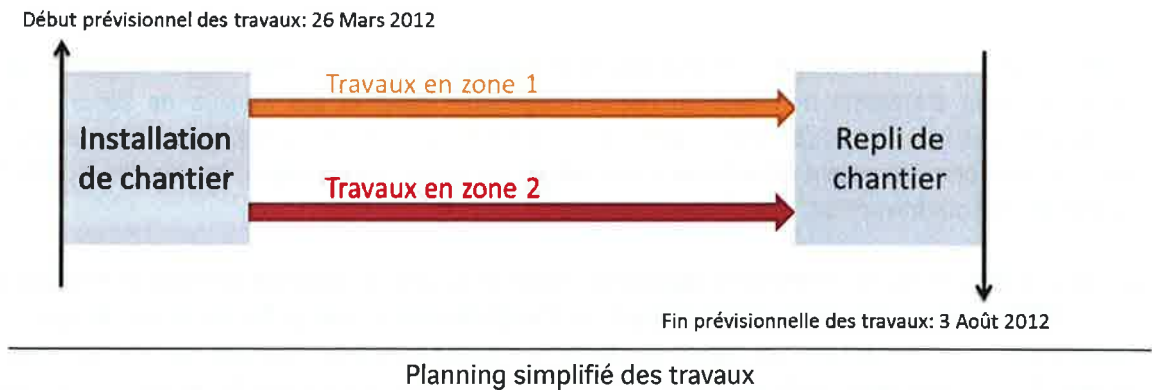 Début prévisionnel des travaux: 26 Mars 2012
Travaux en zone 1
Installation
de chantier
Repli de
chantier
Travaux en zone 2
Fin prévisionnelle des travaux: 3 Août 2012
Planning simplifié des travaux